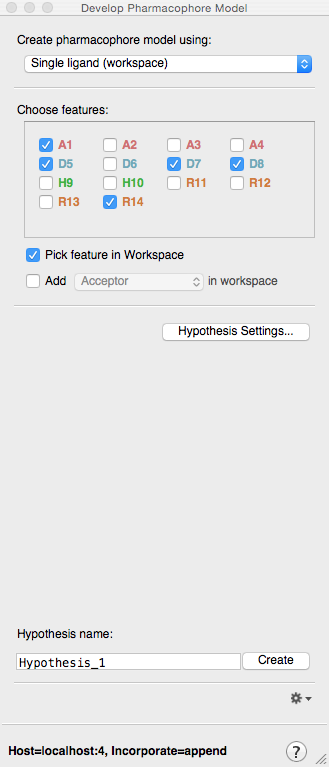 Develop Pharmacophore Model
Create pharmacophore model using:
Single ligand (workspace)
Choose features:
A1 A2 A3 A4
D5 D6 D7 D8
H9 H10 R11 R12
R13 R14
Pick feature in Workspace
Add Acceptor in workspace
Hypothesis Settings...
Hypothesis name:
Hypothesis_1 Create
Host=localhost:4, Incorporate=append ?